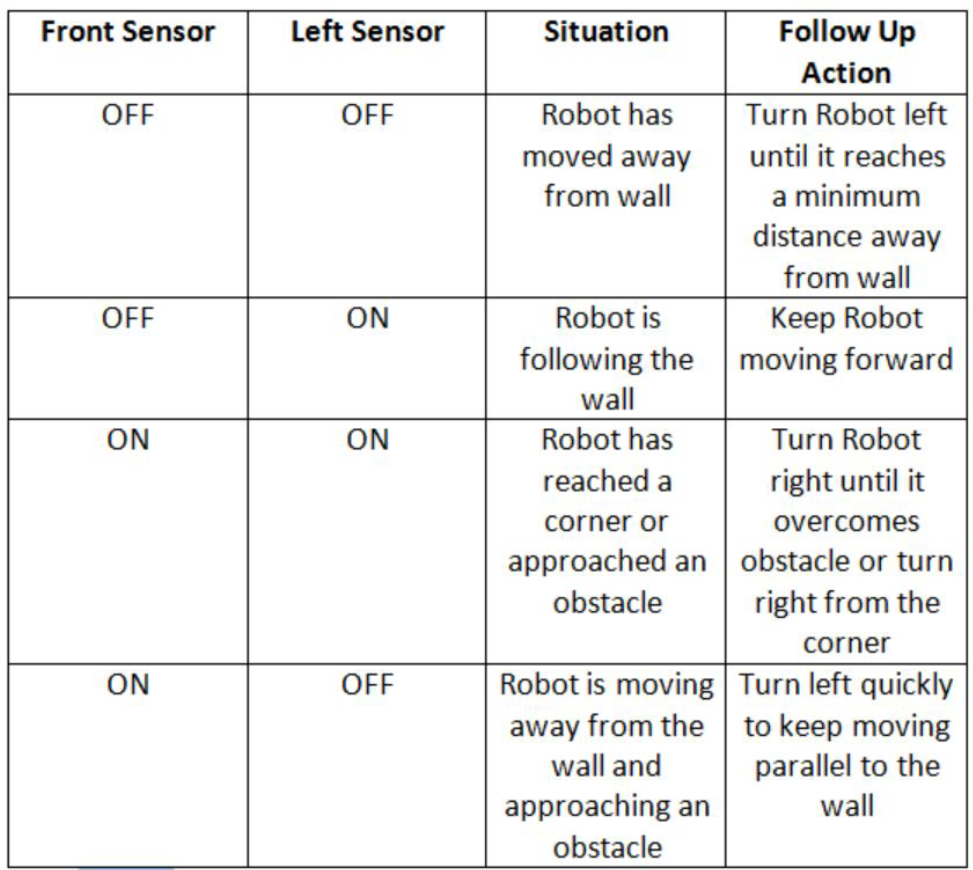 Front Sensor
Left Sensor
Situation
Follow Up
Action
OFF
OFF
Robot has
moved away
from wall
Turn Robot left
until it reaches
a minimum
distance away
from wall
OFF
ON
Robot is
following the
wall
Keep Robot
moving forward
ON
ON
Robot has
reached a
corner or
approached an
obstacle
Turn Robot
right until it
overcomes
obstacle or turn
right from the
corner
ON
OFF
Robot is moving
away from the
wall and
approaching an
obstacle
Turn left quickly
to keep moving
parallel to the
wall